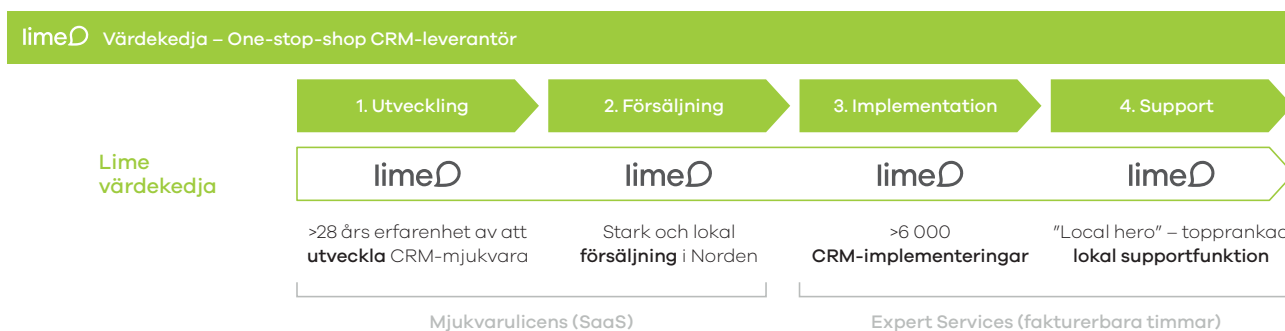 lime Värdekedja – One-stop-shop CRM-leverantör
1. Utveckling
2. Försäljning
3. Implementation
4. Support
Lime
värdekedja
lime
lime
lime
lime
>28 års erfarenhet av att
utveckla CRM-mjukvara
Stark och lokal
försäljning i Norden
>6 000
CRM-implementeringar
"Local hero" – topprankad
lokal supportfunktion
Mjukvarulicens (SaaS)
Expert Services (fakturerbara timmar)